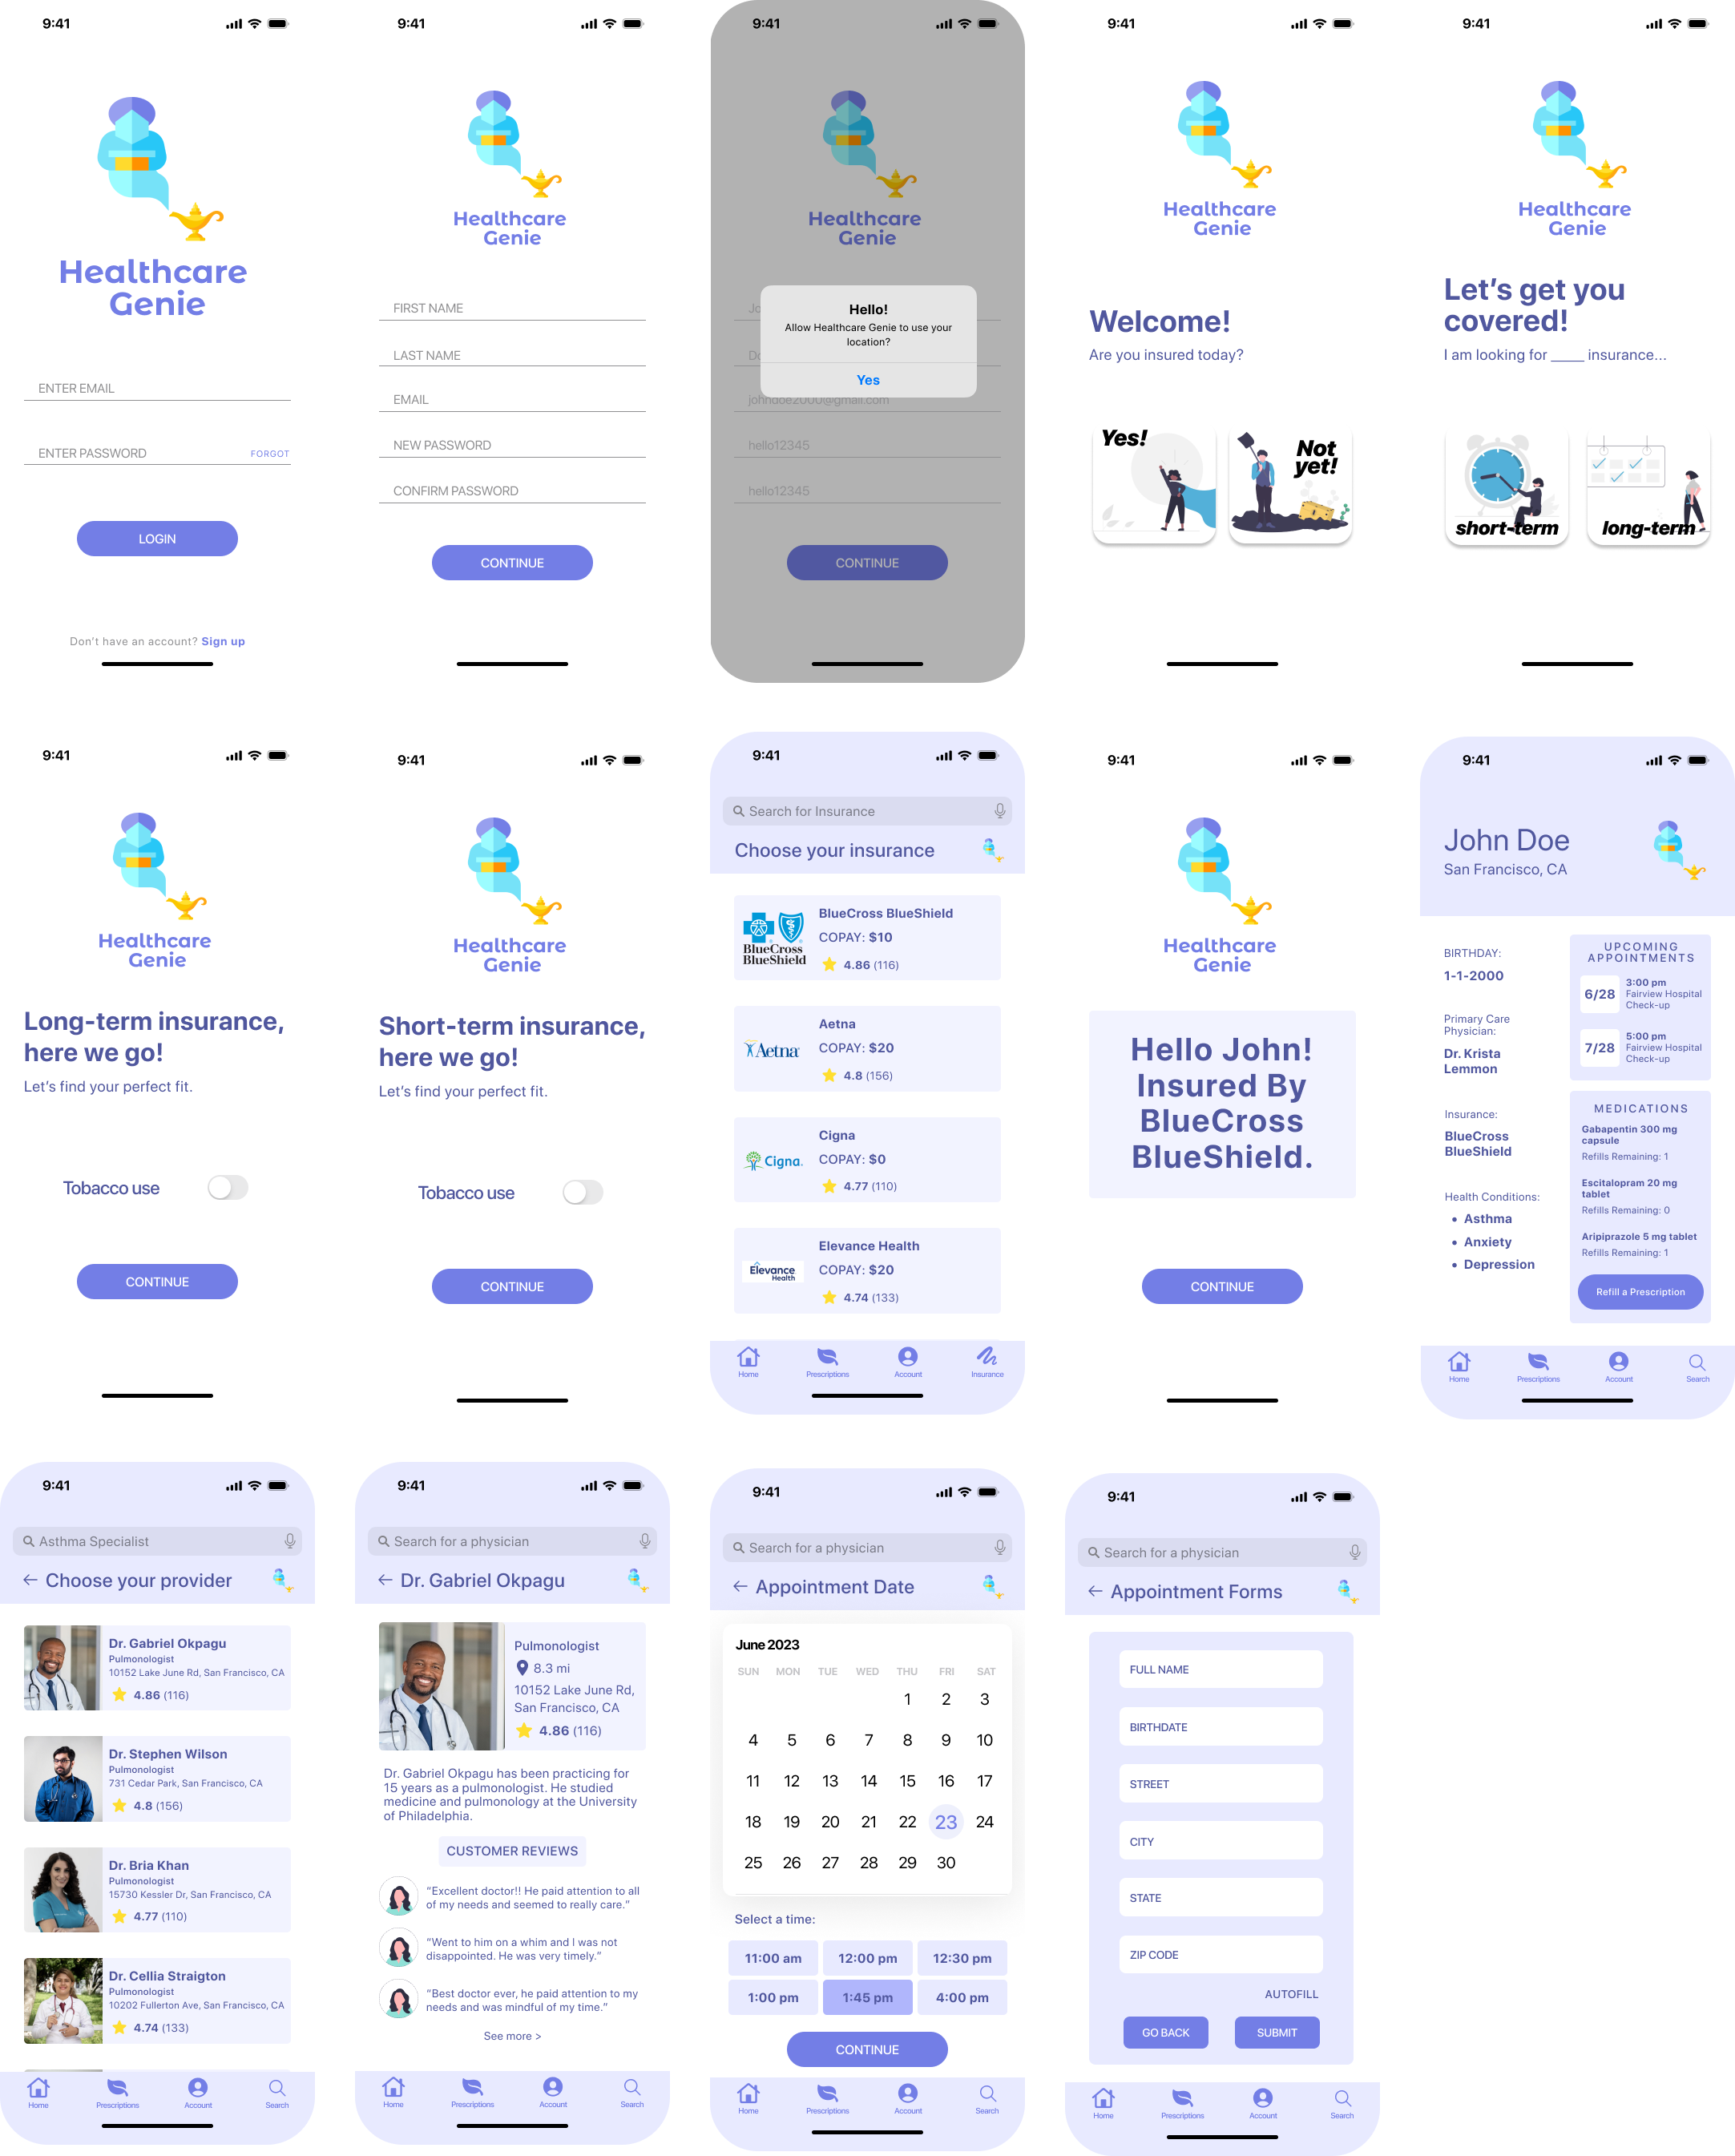 9:41
Healthcare
Genie
ENTER EMAIL
ENTER PASSWORD FORGOT
LOGIN
Don't have an account? Sign up
9:41
Healthcare
Genie
FIRST NAME
LAST NAME
EMAIL
NEW PASSWORD
CONFIRM PASSWORD
CONTINUE
9:41
Healthcare
Genie
Jo
Hello!
Allow Healthcare Genie to use your
location?
Do
Yes
johndoe2000@gmail.com
hello12345
hello12345
CONTINUE
9:41
Healthcare
Genie
Welcome!
Are you insured today?
Yes!
Not
yet!
9:41
Healthcare
Genie
Let's get you
covered!
I am looking for _____ insurance...
short-term
long-term
9:41
Healthcare
Genie
Long-term insurance,
here we go!
Let's find your perfect fit.
Tobacco use
CONTINUE
9:41
Healthcare
Genie
Short-term insurance,
here we go!
Let's find your perfect fit.
Tobacco use
CONTINUE
9:41
Search for Insurance
Choose your insurance
BlueCross
BlueShield
BlueCross BlueShield
COPAY: $10
4.86 (116)
Aetna
Aetna
COPAY: $20
4.8 (156)
Cigna.
Cigna
COPAY: $0
4.77 (110)
Elevance
Health
Elevance Health
COPAY: $20
4.74 (133)
Home Prescriptions Account Insurance
9:41
Healthcare
Genie
Hello John!
Insured By
BlueCross
BlueShield.
CONTINUE
9:41
John Doe
San Francisco, CA
BIRTHDAY:
1-1-2000
Primary Care
Physician:
Dr. Krista
Lemmon
Insurance:
BlueCross
BlueShield
Health Conditions:
• Asthma
• Anxiety
• Depression
UPCOMING
APPOINTMENTS
6/28
3:00 pm
Fairview Hospital
Check-up
7/28
5:00 pm
Fairview Hospital
Check-up
MEDICATIONS
Gabapentin 300 mg
capsule
Refills Remaining: 1
Escitalopram 20 mg
tablet
Refills Remaining: 0
Aripiprazole 5 mg tablet
Refills Remaining: 1
Refill a Prescription
Home Prescriptions Account Search
9:41
Asthma Specialist
← Choose your provider
Dr. Gabriel Okpagu
Pulmonologist
10152 Lake June Rd, San Francisco, CA
4.86 (116)
Dr. Stephen Wilson
Pulmonologist
731 Cedar Park, San Francisco, CA
4.8 (156)
Dr. Bria Khan
Pulmonologist
15730 Kessler Dr, San Francisco, CA
4.77 (110)
Dr. Cellia Straigton
Pulmonologist
10202 Fullerton Ave, San Francisco, CA
4.74 (133)
Home Prescriptions Account Search
9:41
Search for a physician
← Dr. Gabriel Okpagu
Pulmonologist
8.3 mi
10152 Lake June Rd,
San Francisco, CA
4.86 (116)
Dr. Gabriel Okpagu has been practicing for
15 years as a pulmonologist. He studied
medicine and pulmonology at the University
of Philadelphia.
CUSTOMER REVIEWS
“Excellent doctor!! He paid attention to all
of my needs and seemed to really care.”
“Went to him on a whim and I was not
disappointed. He was very timely.”
“Best doctor ever, he paid attention to my
needs and was mindful of my time.”
See more >
Home Prescriptions Account Search
9:41
Search for a physician
← Appointment Date
June 2023
SUN MON TUE WED THU FRI SAT
1 2 3
4 5 6 7 8 9 10
11 12 13 14 15 16 17
18 19 20 21 22 23 24
25 26 27 28 29 30
Select a time:
11:00 am 12:00 pm 12:30 pm
1:00 pm 1:45 pm 4:00 pm
CONTINUE
Home Prescriptions Account Search
9:41
Search for a physician
← Appointment Forms
FULL NAME
BIRTHDATE
STREET
CITY
STATE
ZIP CODE
AUTOFILL
GO BACK SUBMIT
Home Prescriptions Account Search